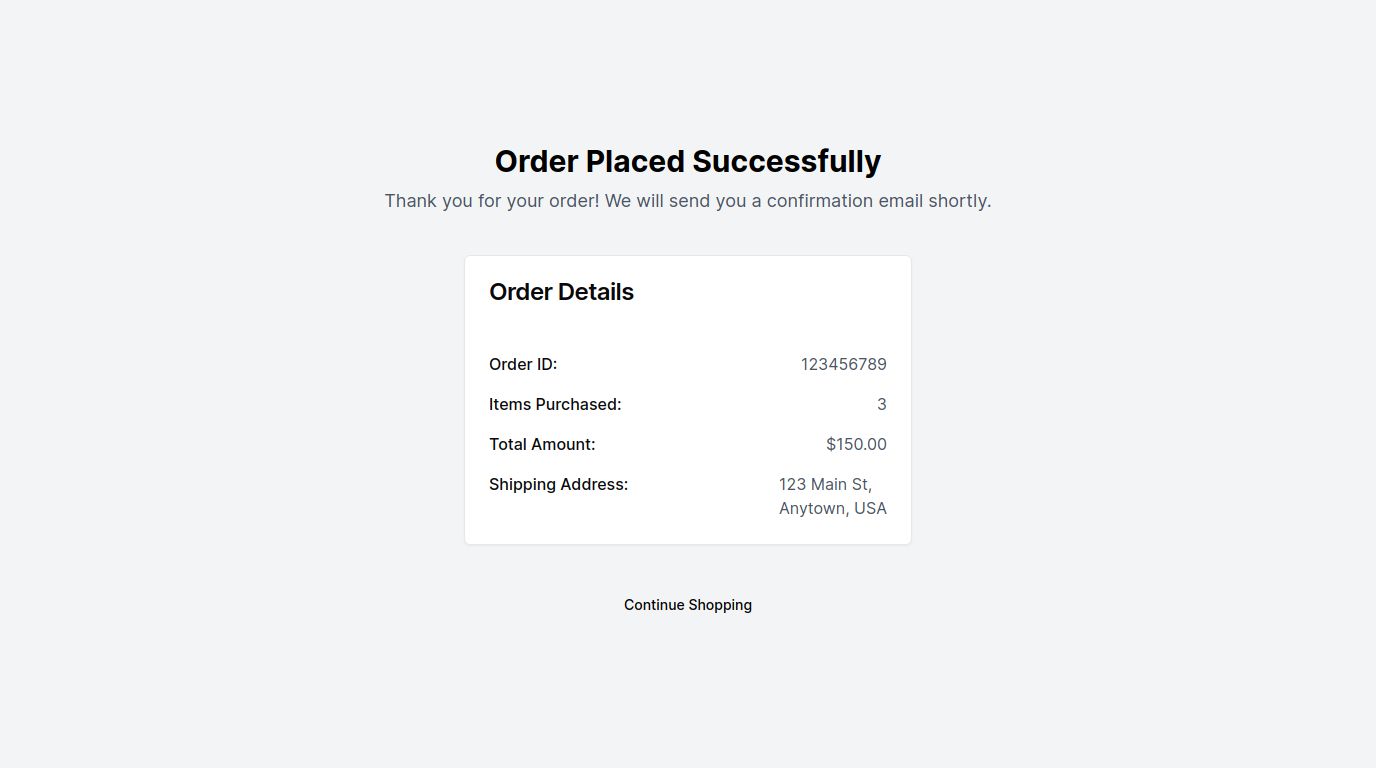 Order Placed Successfully
Thank you for your order! We will send you a confirmation email shortly.
Order Details
Order ID: 123456789
Items Purchased: 3
Total Amount: $150.00
Shipping Address: 123 Main St,
Anytown, USA
Continue Shopping